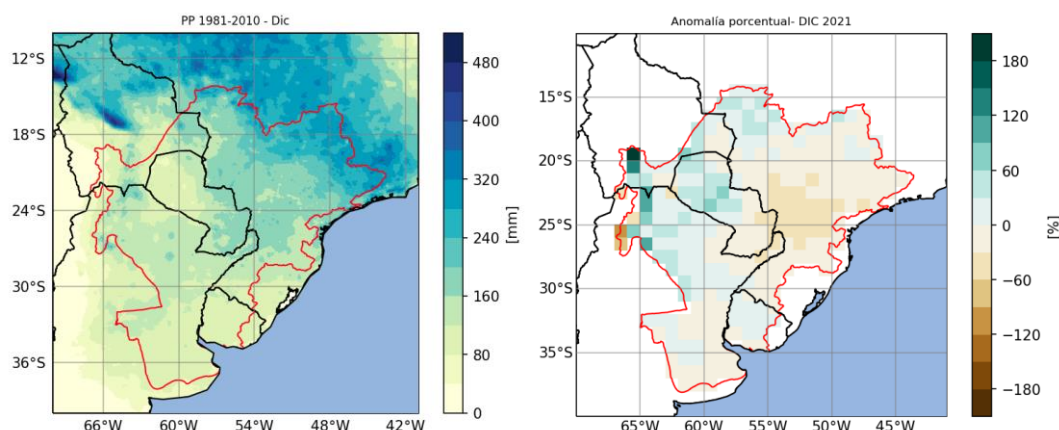 PP 1981-2010 - Dic
12°S
18°S
24°S
30°S
36°S
66°W 60°W 54°W 48°W 42°W
480
400
320
240
160
80
0
[mm]
Anomalía porcentual- DIC 2021
15°S
20°S
25°S
30°S
35°S
65°W 60°W 55°W 50°W 45°W
180
120
60
0
−60
−120
−180
[%]